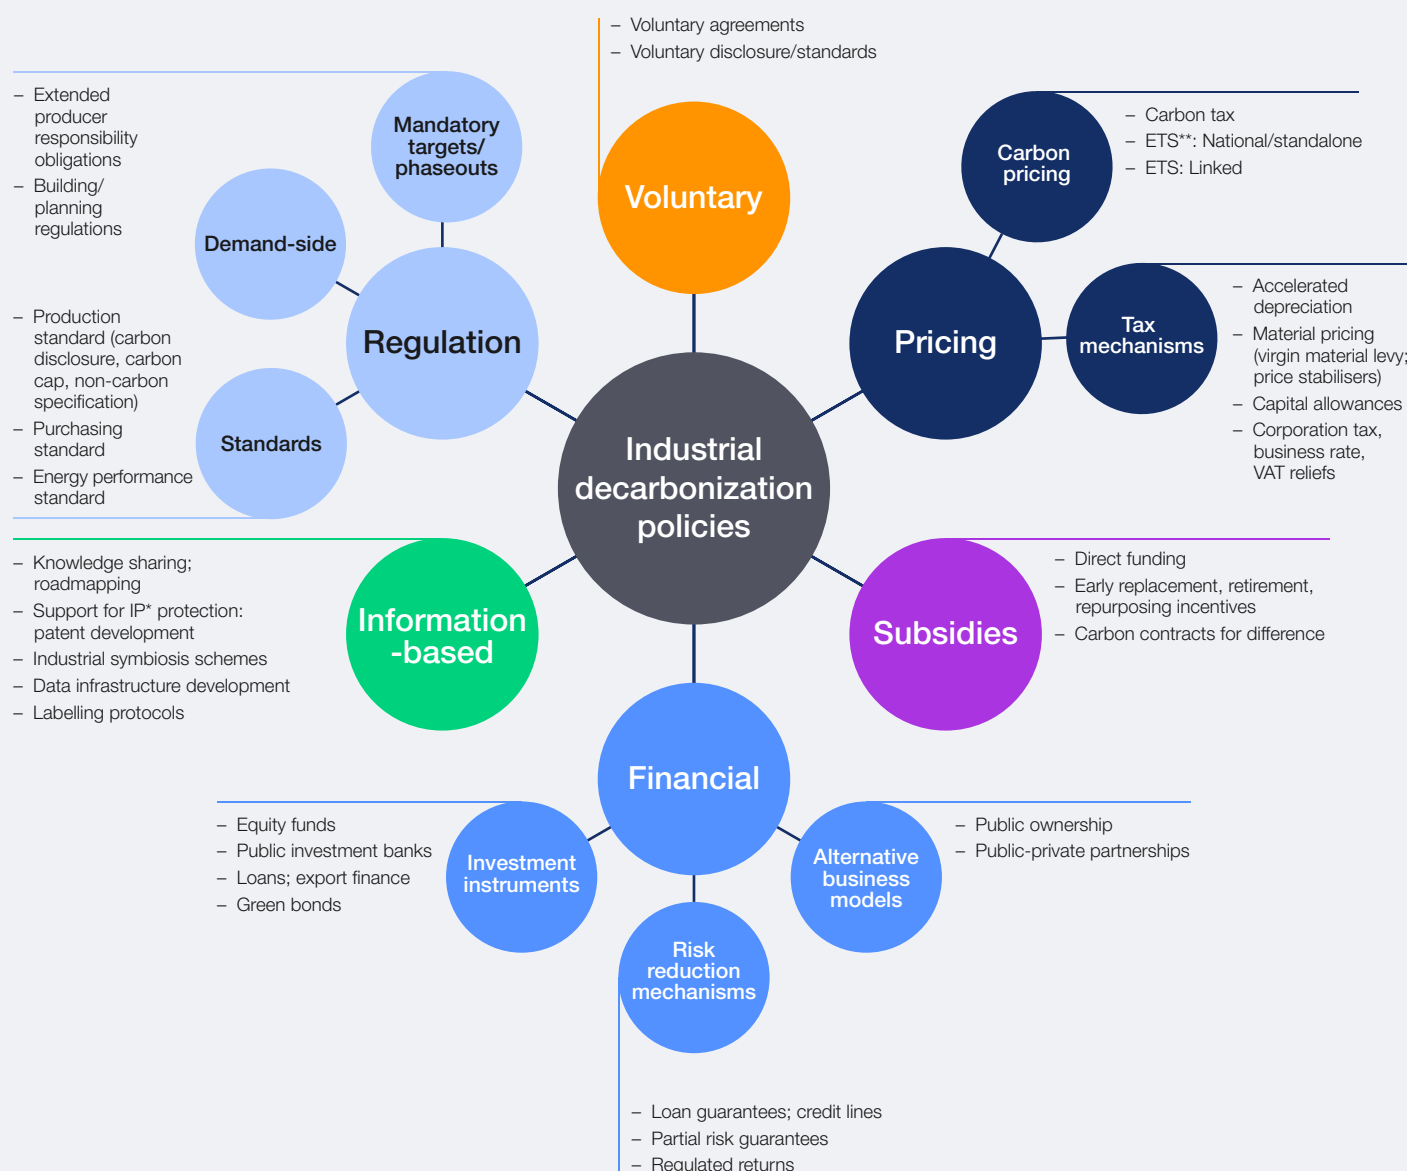 – Voluntary agreements
– Voluntary disclosure/standards
Voluntary
– Extended
producer
responsibility
obligations
– Building/
planning
regulations
Mandatory
targets/
phaseouts
Demand-side
Regulation
– Production
standard (carbon
disclosure, carbon
cap, non-carbon
specification)
– Purchasing
standard
– Energy performance
standard
Standards
Carbon
pricing
– Carbon tax
– ETS**: National/standalone
– ETS: Linked
Pricing
Tax
mechanisms
– Accelerated
depreciation
– Material pricing
(virgin material levy;
price stabilisers)
– Capital allowances
– Corporation tax,
business rate,
VAT reliefs
Industrial
decarbonization
policies
– Knowledge sharing;
roadmapping
– Support for IP* protection:
patent development
– Industrial symbiosis schemes
– Data infrastructure development
– Labelling protocols
Information
-based
Subsidies
– Direct funding
– Early replacement, retirement,
repurposing incentives
– Carbon contracts for difference
Financial
– Equity funds
– Public investment banks
– Loans; export finance
– Green bonds
Investment
instruments
Alternative
business
models
– Public ownership
– Public-private partnerships
Risk
reduction
mechanisms
– Loan guarantees; credit lines
– Partial risk guarantees
– Regulated returns